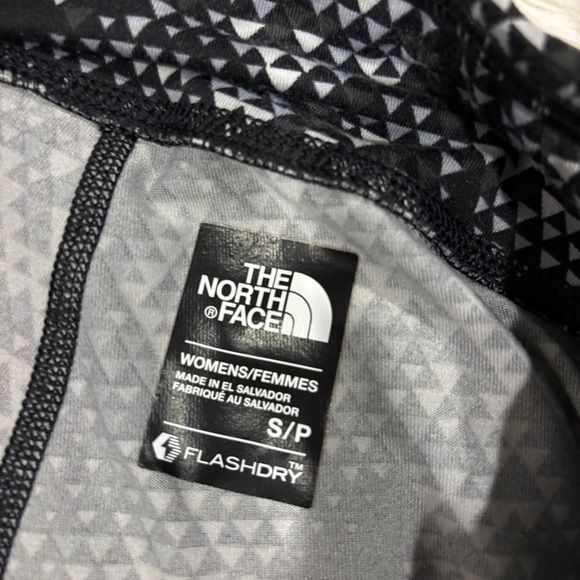 THE
NORTH
® FACE
WOMENS/FEMMES
MADE IN EL SALVADOR
FABRIQUÉ AU SALVADOR
S/P
FLASHDRY™